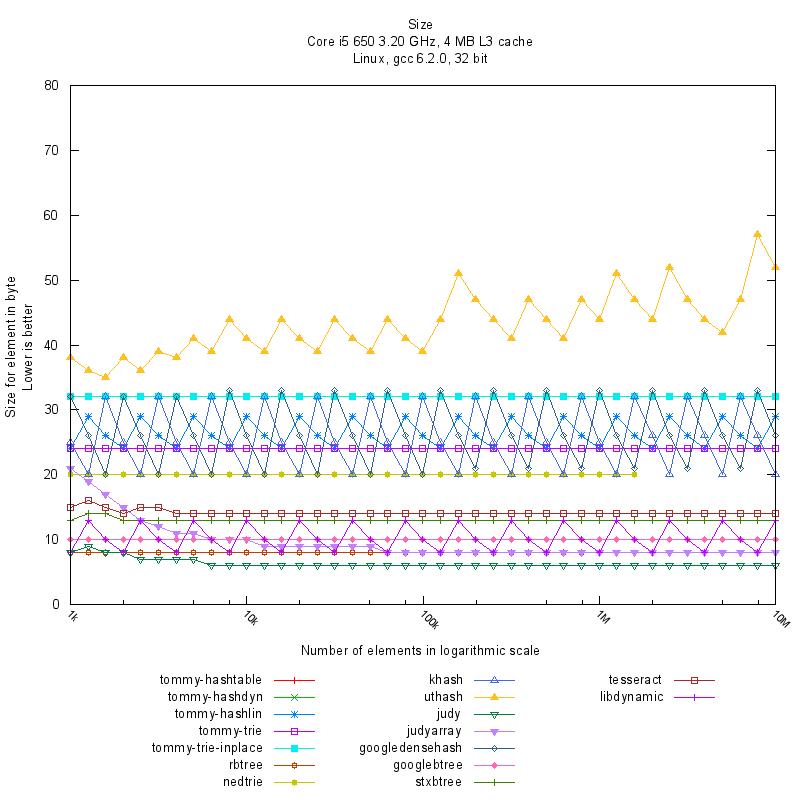 Size
Core i5 650 3.20 GHz, 4 MB L3 cache
Linux, gcc 6.2.0, 32 bit
80
70
60
50
40
30
20
10
0
Size for element in byte
Lower is better
1k
10k
100k
1M
10M
Number of elements in logarithmic scale
tommy-hashtable
tommy-hashdyn
tommy-hashlin
tommy-trie
tommy-trie-inplace
rbtree
nedtrie
khash
uthash
judy
judyarray
googledensehash
googlebtree
stxbtree
tesseract
libdynamic